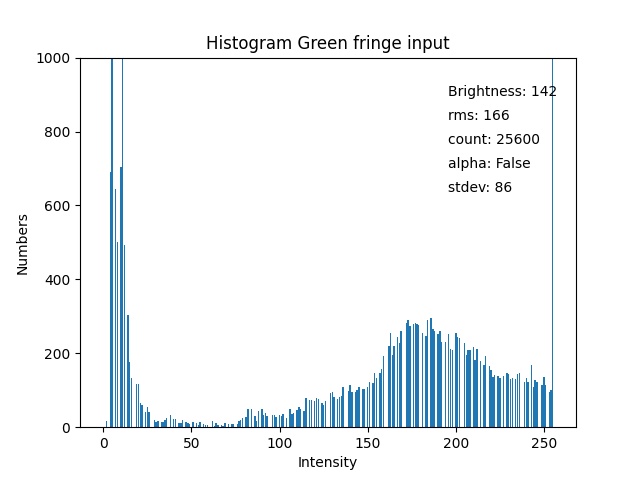 Histogram Green fringe input
1000
800
600
400
200
0
Numbers
Brightness: 142
rms: 166
count: 25600
alpha: False
stdev: 86
0 50 100 150 200 250
Intensity